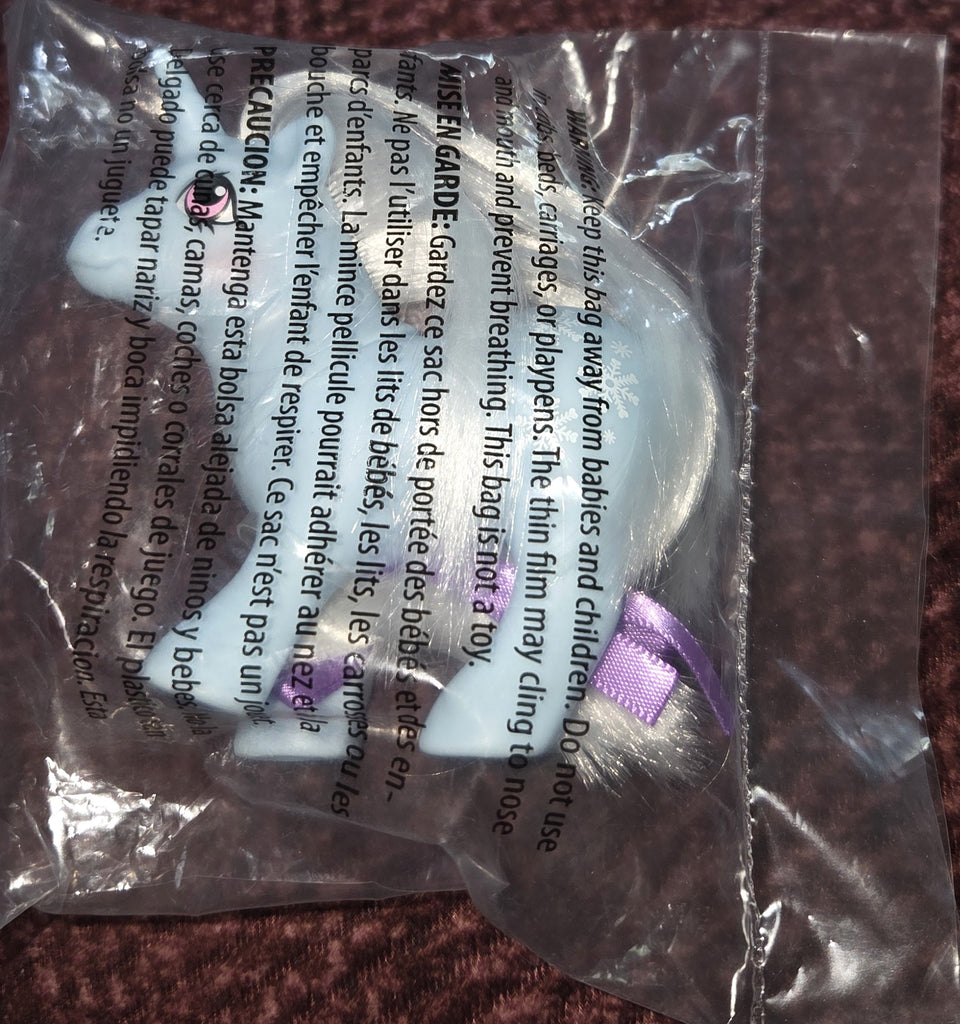 WARNING: Keep this bag away from babies and children. Do not use
in cribs, beds, carriages, or playpens. The thin film may cling to nose
and mouth and prevent breathing. This bag is not a toy.
MISE EN GARDE: Gardez ce sac hors de portée des bébés et des en-
fants. Ne pas l'utiliser dans les lits de bébés, les lits, les carroses ou les
parcs d'enfants. La mince pellicule pourrait adhérer au nez et la
bouche et empêcher l'enfant de respirer. Ce sac n'est pas un
PRECAUCION: Mantenga esta bolsa alejada de ninos y bebes.
use cerca de cunas, camas, coches o corrales de juego. El plastico
delgado puede tapar nariz y boca impidiendo la respiracion. Esta
bolsa no un juguete.